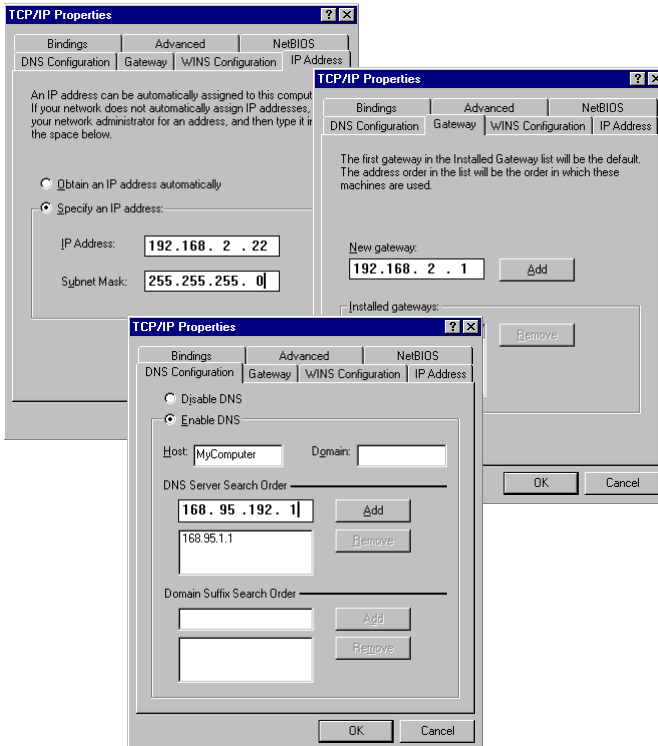 TCP/IP Properties
Bindings Advanced NetBIOS
DNS Configuration Gateway WINS Configuration IP Address
An IP address can be automatically assigned to this
If your network does not automatically assign IP addresses,
your network administrator for an address, and then type it
the space below.
Obtain an IP address automatically
Specify an IP address:
IP Address: 192.168. 2 .22
Subnet Mask: 255.255.255. 0
TCP/IP Properties
Bindings Advanced NetBIOS
DNS Configuration Gateway WINS Configuration IP Address
The first gateway in the Installed Gateway list will be the default.
The address order in the list will be the order in which these
machines are used.
New gateway:
192.168. 2 . 1 Add
Installed gateways:
Remove
OK Cancel
TCP/IP Properties
Bindings Advanced NetBIOS
DNS Configuration Gateway WINS Configuration IP Address
Disable DNS
Enable DNS
Host: MyComputer Domain:
DNS Server Search Order
168. 95 .192. 1 Add
168.95.1.1 Remove
Domain Suffix Search Order
Add
Remove
OK Cancel